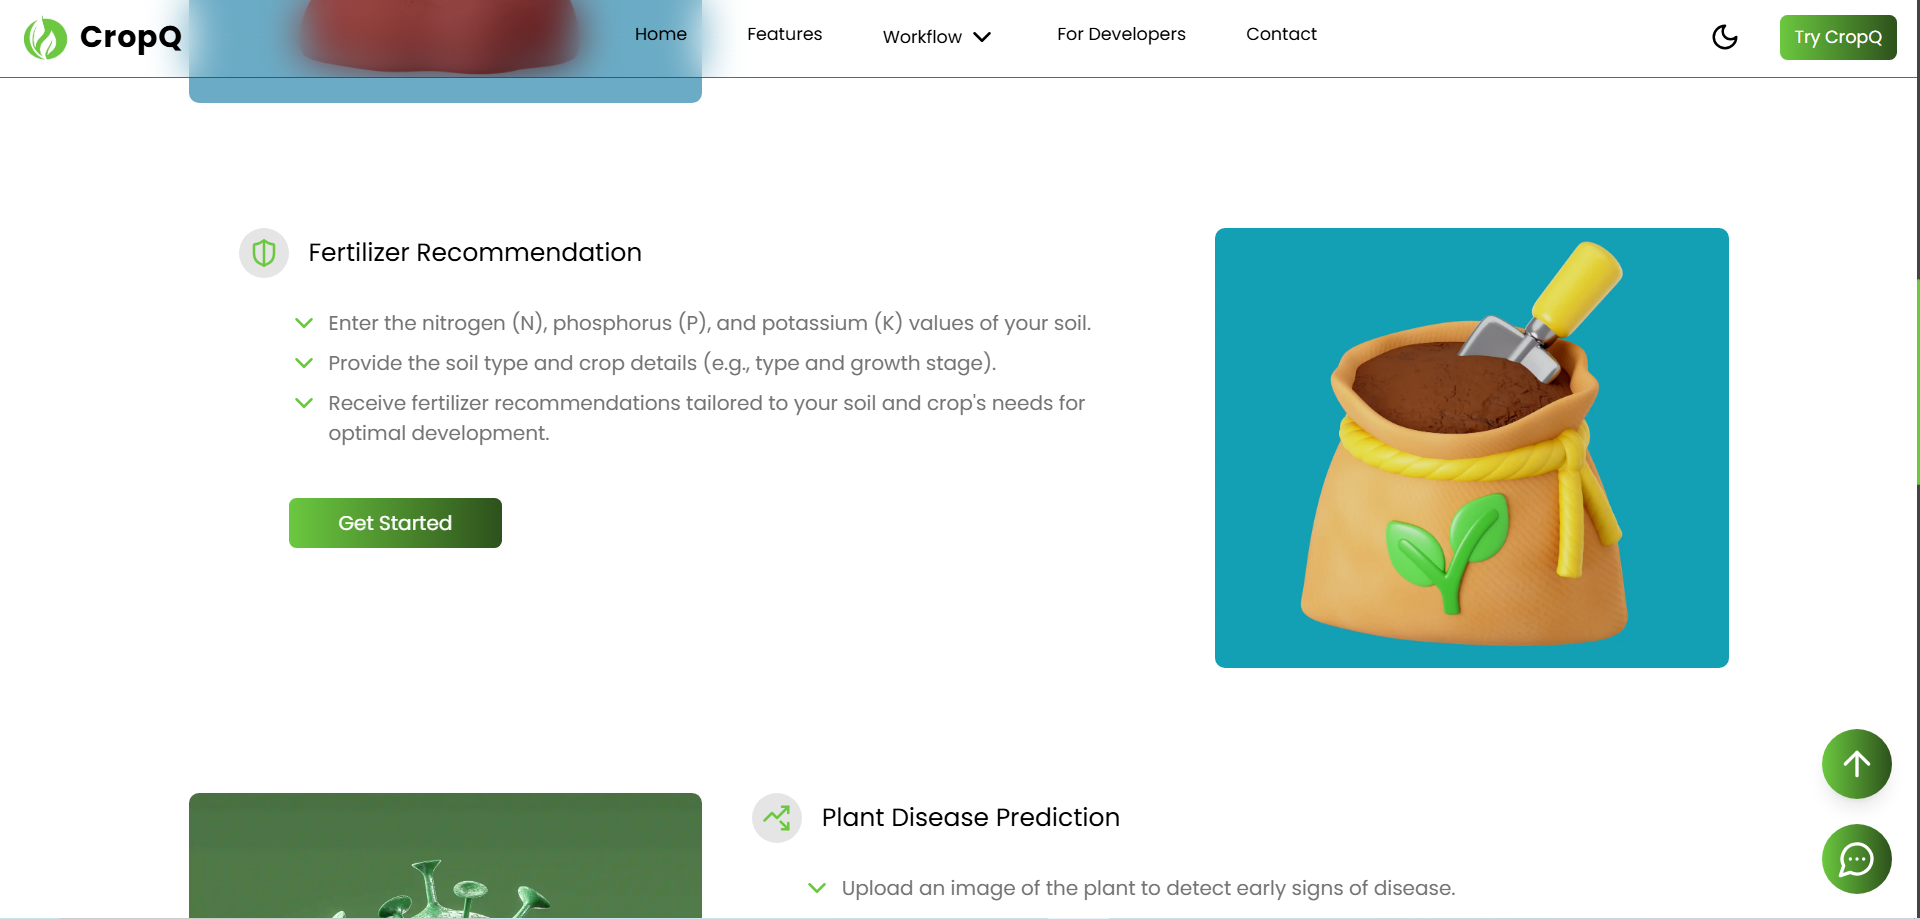 CropQ
Home
Features
Workflow
For Developers
Contact
Try CropQ
Fertilizer Recommendation
Enter the nitrogen (N), phosphorus (P), and potassium (K) values of your soil.
Provide the soil type and crop details (e.g., type and growth stage).
Receive fertilizer recommendations tailored to your soil and crop's needs for
optimal development.
Get Started
Plant Disease Prediction
Upload an image of the plant to detect early signs of disease.